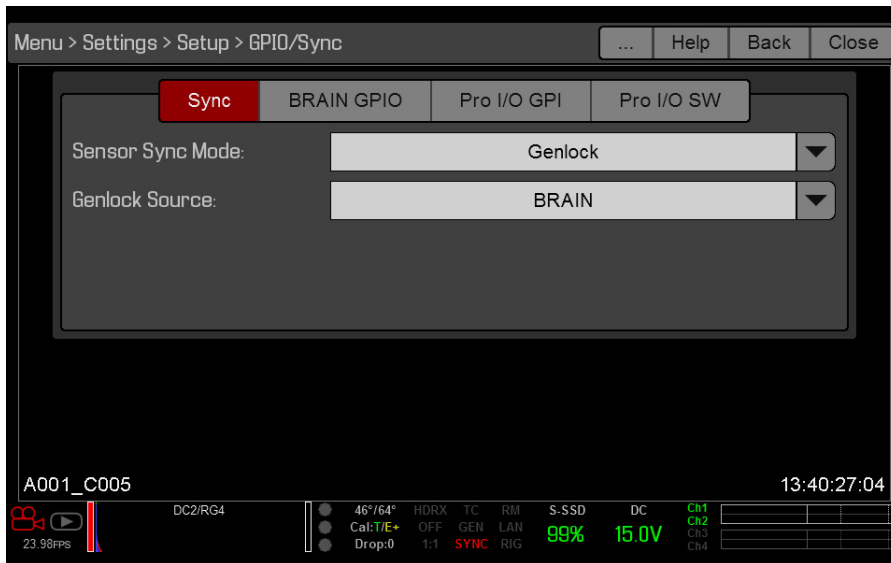 Menu > Settings > Setup > GPIO/Sync ... Help Back Close
Sync BRAIN GPIO Pro I/O GPI Pro I/O SW
Sensor Sync Mode: Genlock
Genlock Source: BRAIN
A001_C005 13:40:27:04
DC2/RG4 46°/64° HDRX TC RM S-SSD DC Ch1
Cal:T/E+ OFF GEN LAN 99% 15.0V Ch2
23.98FPS Drop:0 1:1 SYNC RIG Ch3
Ch4